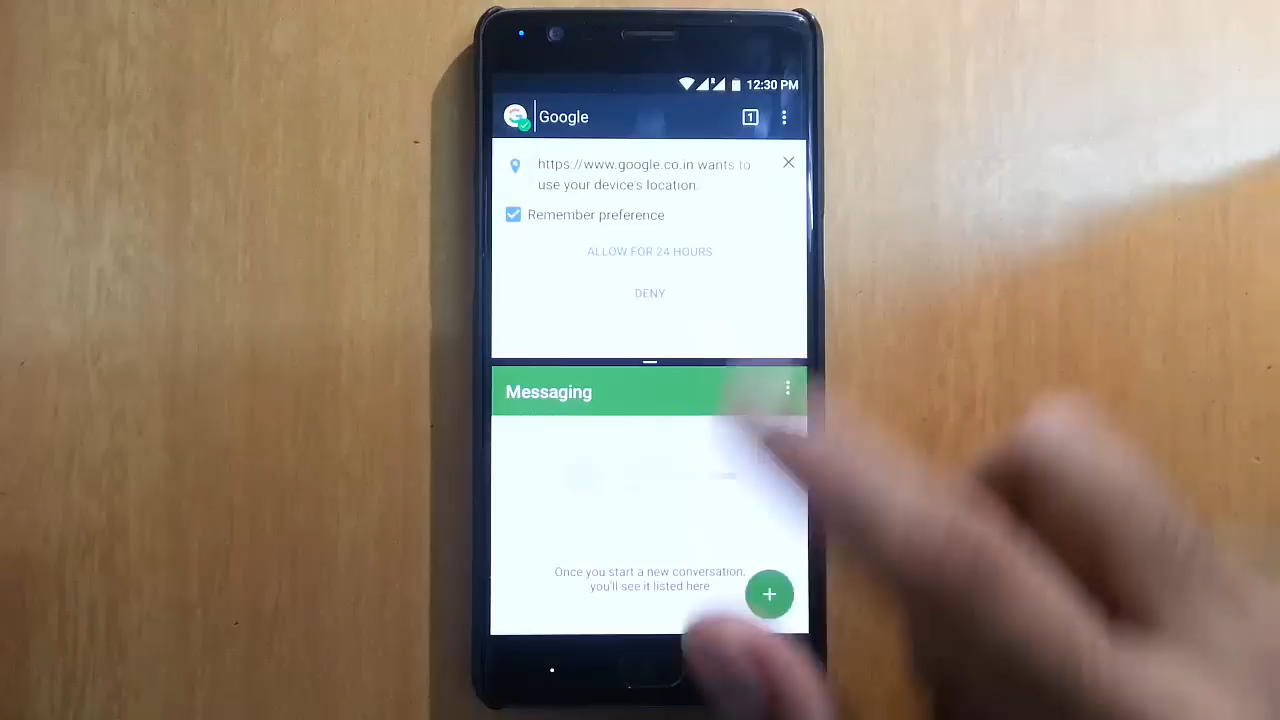 12:30 PM
Google
1
https://www.google.co.in wants to
use your device's location.
Remember preference
ALLOW FOR 24 HOURS
DENY
Messaging
Once you start a new conversation,
you'll see it listed here